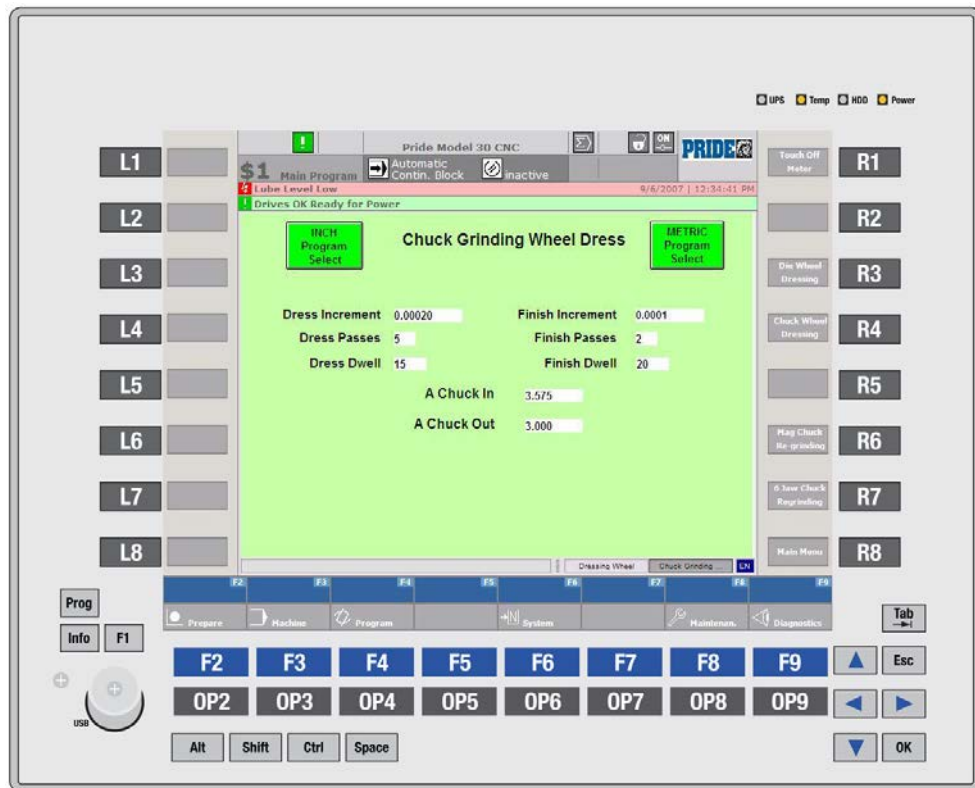 UPS Temp HDD Power
L1
L2
L3
L4
L5
L6
L7
L8
Pride Model 30 CNC
ON
PRIDE
$1 Main Program
Automatic
Contin. Block
inactive
Lube Level Low 9/6/2007 | 12:34:41 PM
Drives OK Ready for Power
INCH
Program
Select
Chuck Grinding Wheel Dress
METRIC
Program
Select
Dress Increment 0.00020 Finish Increment 0.0001
Dress Passes 5 Finish Passes 2
Dress Dwell 15 Finish Dwell 20
A Chuck In 3.575
A Chuck Out 3.000
Dressing Wheel Chuck Grinding ... EN
Touch Off
Meter
Die Wheel
Dressing
Chuck Wheel
Dressing
Mag Chuck
Re-grinding
6 Jaw Chuck
Regrinding
Main Menu
R1
R2
R3
R4
R5
R6
R7
R8
F2 F3 F4 F5 F6 F7 F8 F9
Prepare Machine Program System Maintenan. Diagnostics
Prog
Info F1
USB
Tab
F2 F3 F4 F5 F6 F7 F8 F9
Esc
OP2 OP3 OP4 OP5 OP6 OP7 OP8 OP9
Alt Shift Ctrl Space
OK